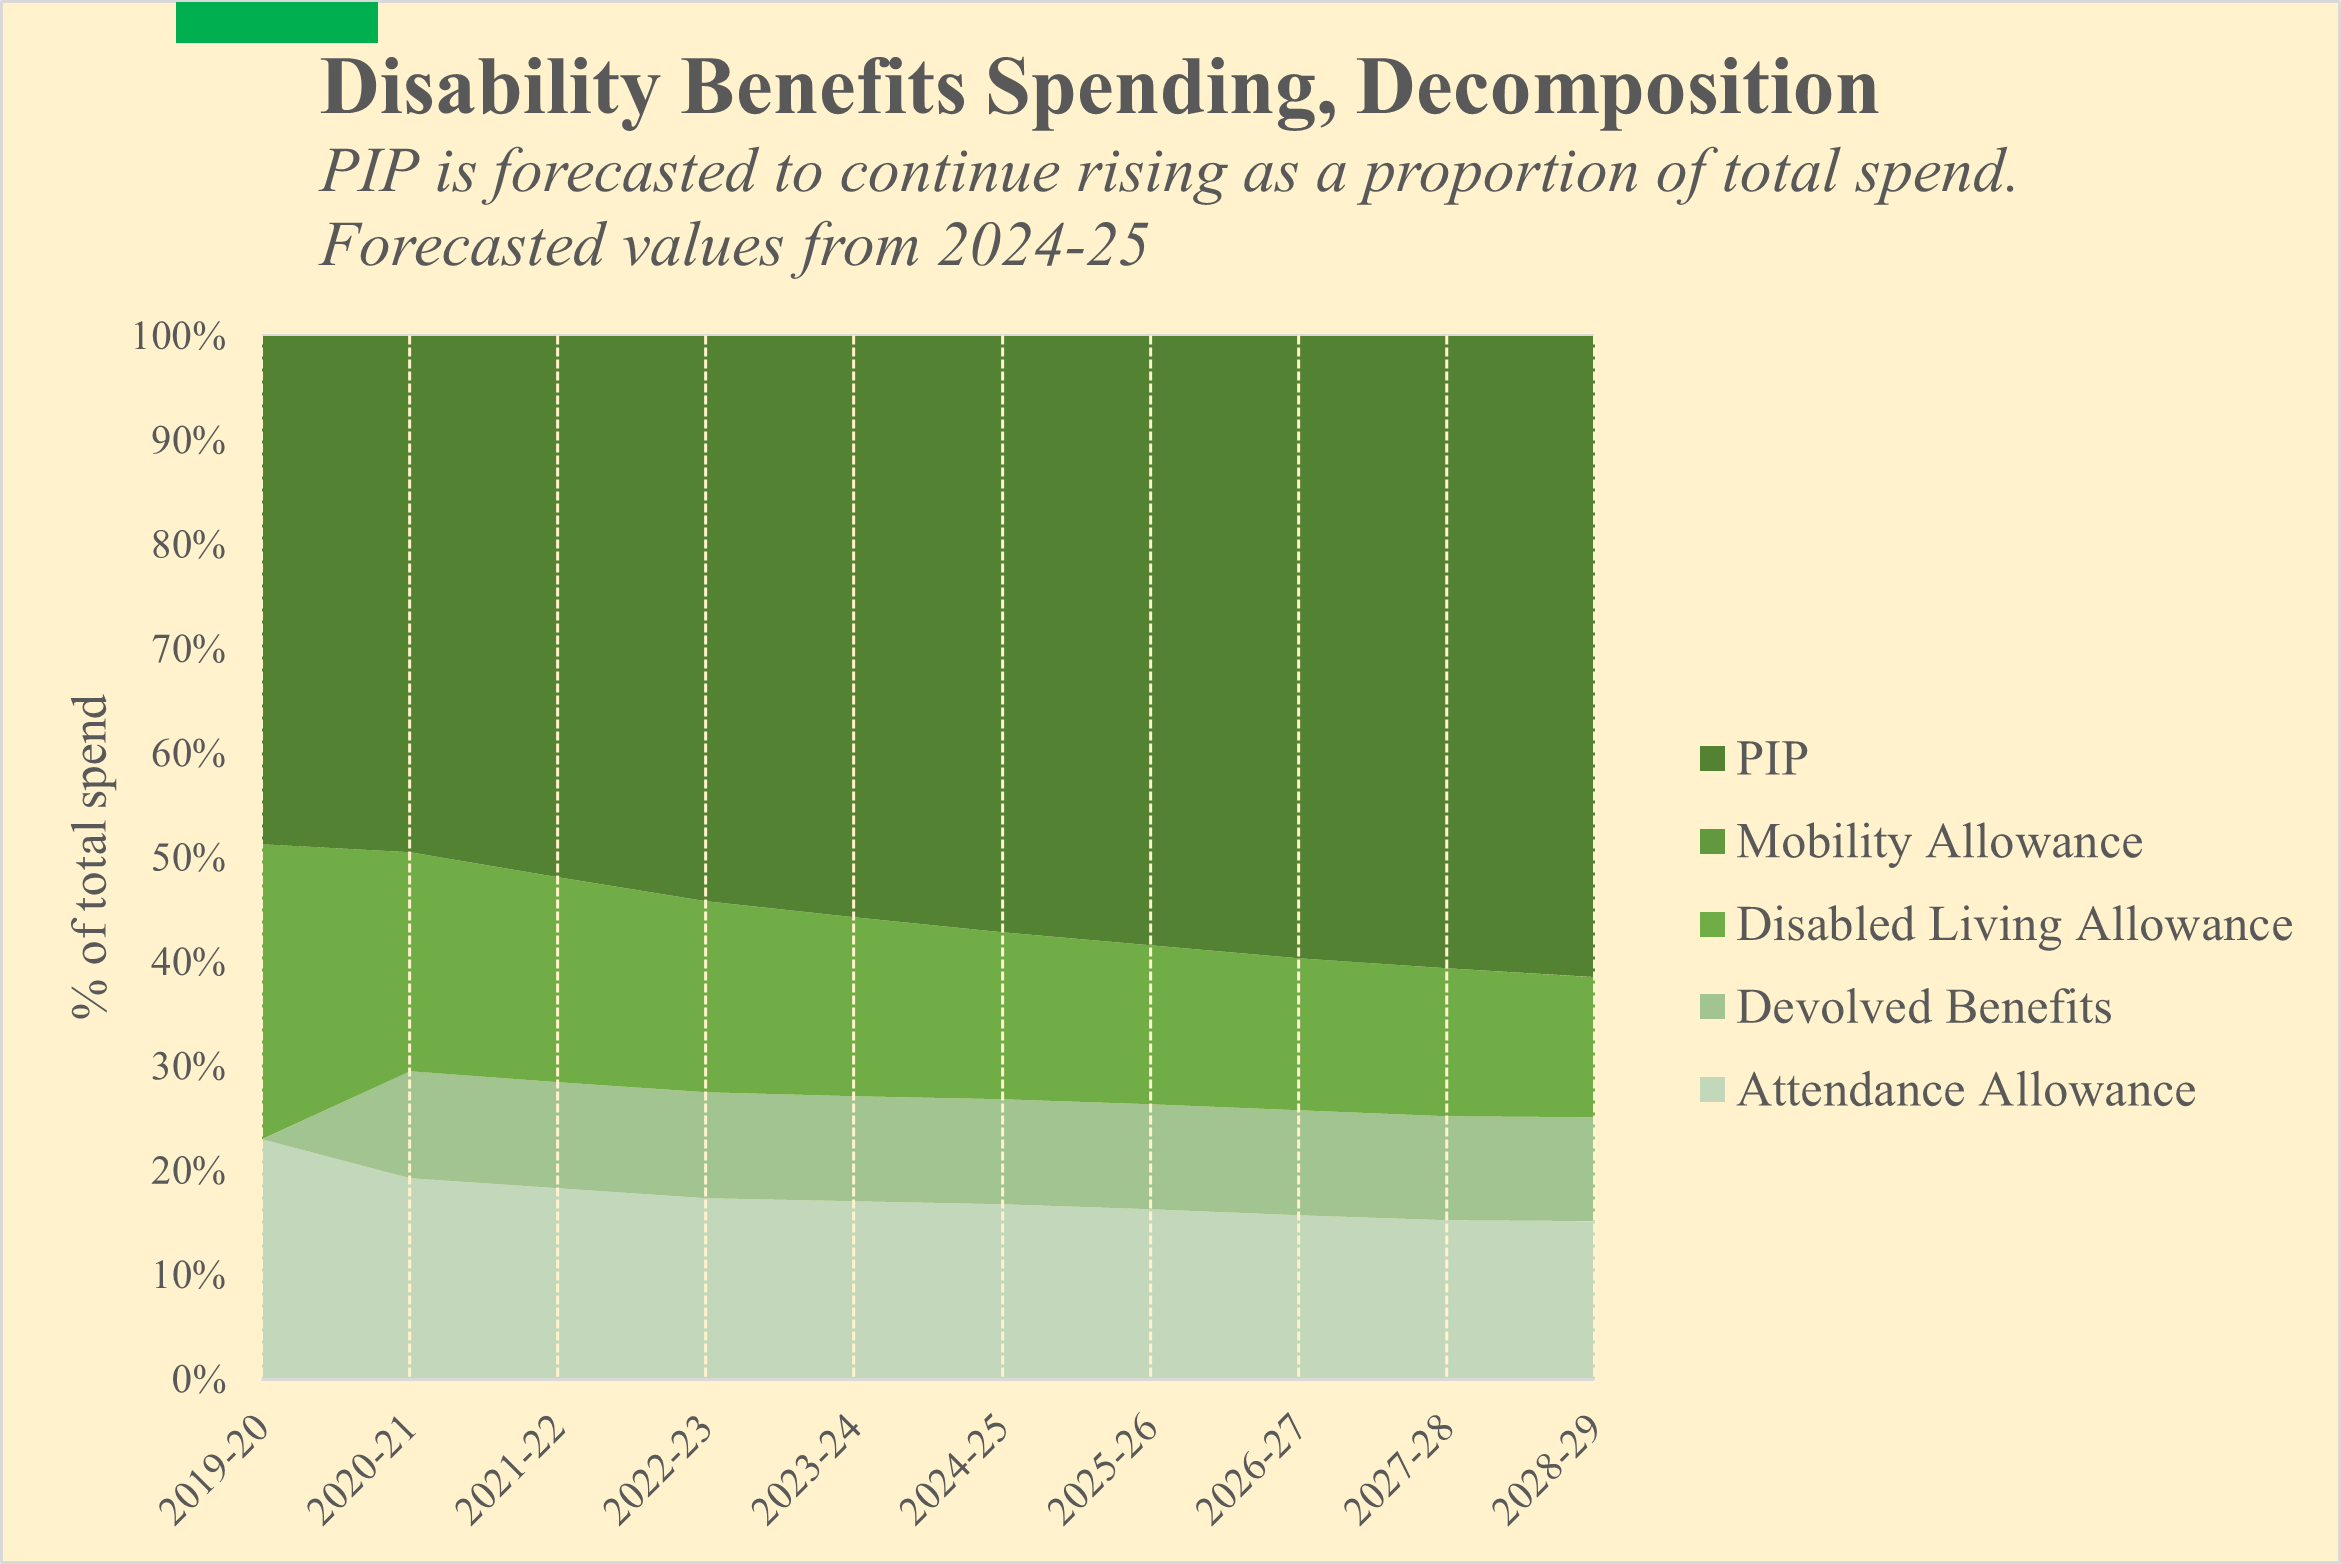 Disability Benefits Spending, Decomposition
PIP is forecasted to continue rising as a proportion of total spend.
Forecasted values from 2024-25
% of total spend
100%
90%
80%
70%
60%
50%
40%
30%
20%
10%
0%
2019-20
2020-21
2021-22
2022-23
2023-24
2024-25
2025-26
2026-27
2027-28
2028-29
PIP
Mobility Allowance
Disabled Living Allowance
Devolved Benefits
Attendance Allowance